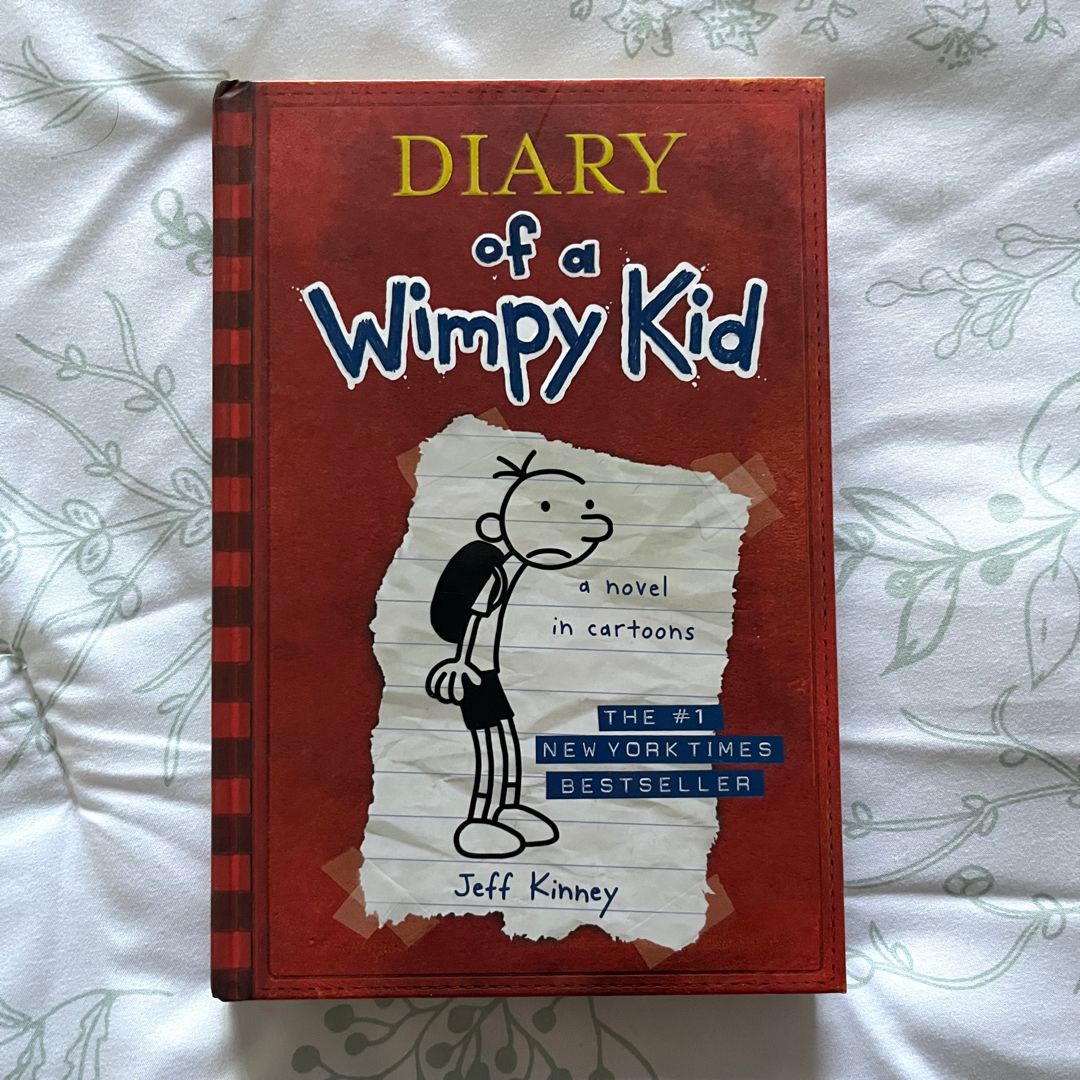 DIARY
of a
Wimpy Kid
a novel
in cartoons
THE #1
NEW YORK TIMES
BESTSELLER
Jeff Kinney